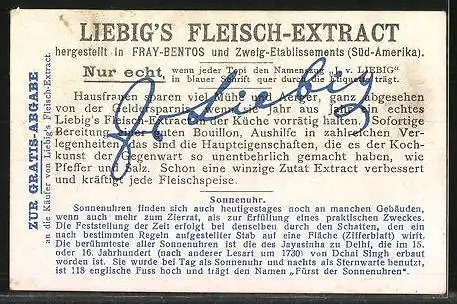 LIEBIG'S FLEISCH-EXTRACT
hergestellt in FRAY-BENTOS und Zweig-Etablissements (Süd-Amerika).
Nur echt, wenn jeder Topf den Namenszug „J. v. LIEBIG"
in blauer Schrift quer durch die Etiquette trägt.
Hausfrauen sparen viel Mühe und Aerger, ganz abgesehen
von der Geldersparnis, wenn sie Jahr aus Jahr ein echtes
Liebig's Fleisch-Extract in der Küche vorrätig halten. Sofortige
Bereitung einer guten Bouillon, Aushilfe in zahlreichen Ver-
legenheiten, das sind die Haupteigenschaften, die es der Koch-
kunst der Gegenwart so unentbehrlich gemacht haben, wie
Pfeffer und Salz. Schon eine winzige Zutat Extract verbessert
und kräftigt jede Fleischspeise.
J v Liebig
Sonnenuhr.
Sonnenuhren finden sich auch heutigestages noch an manchen Gebäuden,
wenn auch mehr zum Zierrat, als zur Erfüllung eines praktischen Zweckes.
Die Feststellung der Zeit erfolgt bei denselben durch den Schatten, den ein
nach bestimmten Regeln aufgestellter Stab auf eine Fläche (Zifferblatt) wirft.
Die berühmteste aller Sonnenuhren ist die des Jayasinha zu Delhi, die im 15.
oder 16. Jahrhundert (nach anderer Lesart um 1730) von Dchai Singh erbaut
worden ist. Sie wurde bei Tag als Sonnenuhr und nachts als Sternwarte benutzt,
ist 118 englische Fuss hoch und trägt den Namen „Fürst der Sonnenuhren".
ZUR GRATIS-ABGABE
an die Käufer von Liebig's Fleisch-Extract.